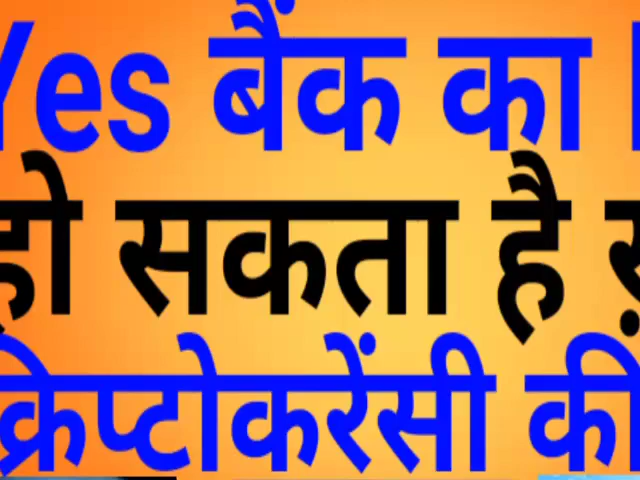 Yes बैंक का
हो सकता है
क्रिप्टोकरेंसी की